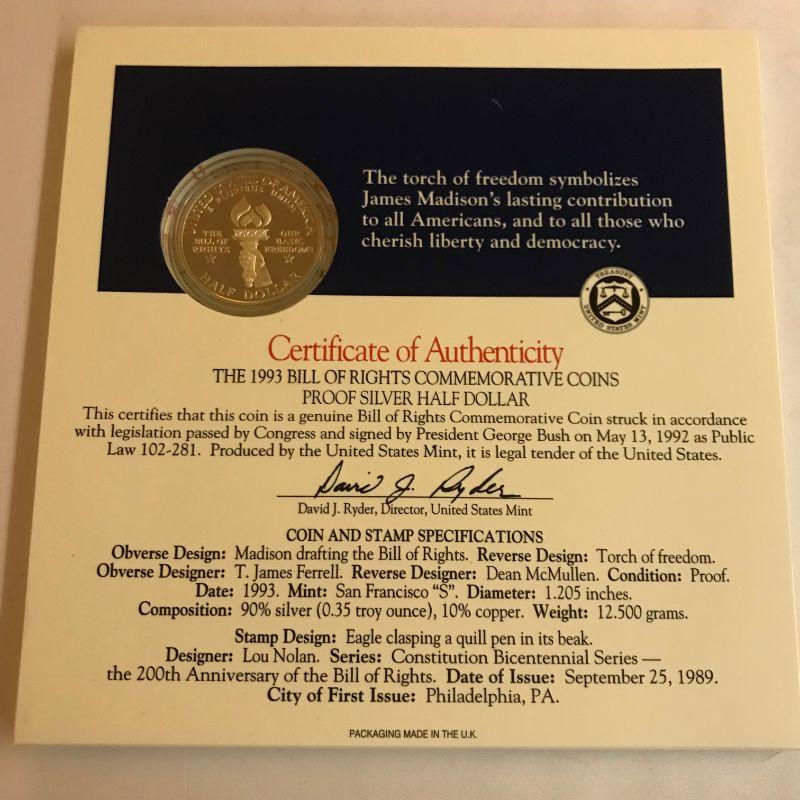 UNITED STATES OF AMERICA
E PLURIBUS UNUM
THE BILL OF RIGHTS
OUR BASIC FREEDOMS
HALF DOLLAR
The torch of freedom symbolizes
James Madison's lasting contribution
to all Americans, and to all those who
cherish liberty and democracy.
TREASURY
UNITED STATES MINT
Certificate of Authenticity
THE 1993 BILL OF RIGHTS COMMEMORATIVE COINS
PROOF SILVER HALF DOLLAR
This certifies that this coin is a genuine Bill of Rights Commemorative Coin struck in accordance
with legislation passed by Congress and signed by President George Bush on May 13, 1992 as Public
Law 102-281. Produced by the United States Mint, it is legal tender of the United States.
David J. Ryder
David J. Ryder, Director, United States Mint
COIN AND STAMP SPECIFICATIONS
Obverse Design: Madison drafting the Bill of Rights. Reverse Design: Torch of freedom.
Obverse Designer: T. James Ferrell. Reverse Designer: Dean McMullen. Condition: Proof.
Date: 1993. Mint: San Francisco "S". Diameter: 1.205 inches.
Composition: 90% silver (0.35 troy ounce), 10% copper. Weight: 12.500 grams.
Stamp Design: Eagle clasping a quill pen in its beak.
Designer: Lou Nolan. Series: Constitution Bicentennial Series —
the 200th Anniversary of the Bill of Rights. Date of Issue: September 25, 1989.
City of First Issue: Philadelphia, PA.
PACKAGING MADE IN THE U.K.